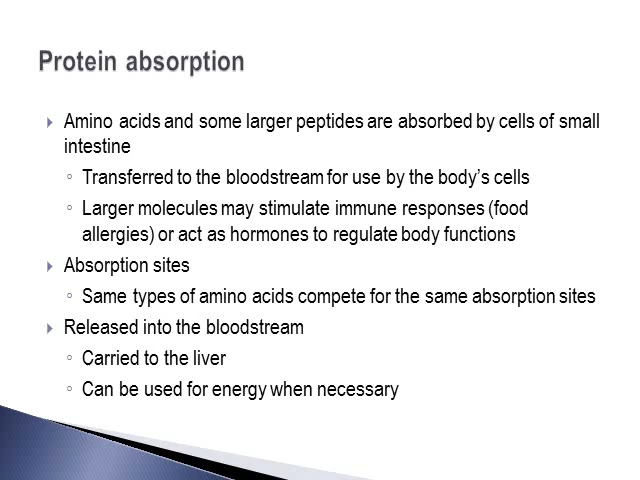 Protein absorption
Amino acids and some larger peptides are absorbed by cells of small
intestine
Transferred to the bloodstream for use by the body's cells
Larger molecules may stimulate immune responses (food
allergies) or act as hormones to regulate body functions
Absorption sites
Same types of amino acids compete for the same absorption sites
Released into the bloodstream
Carried to the liver
Can be used for energy when necessary